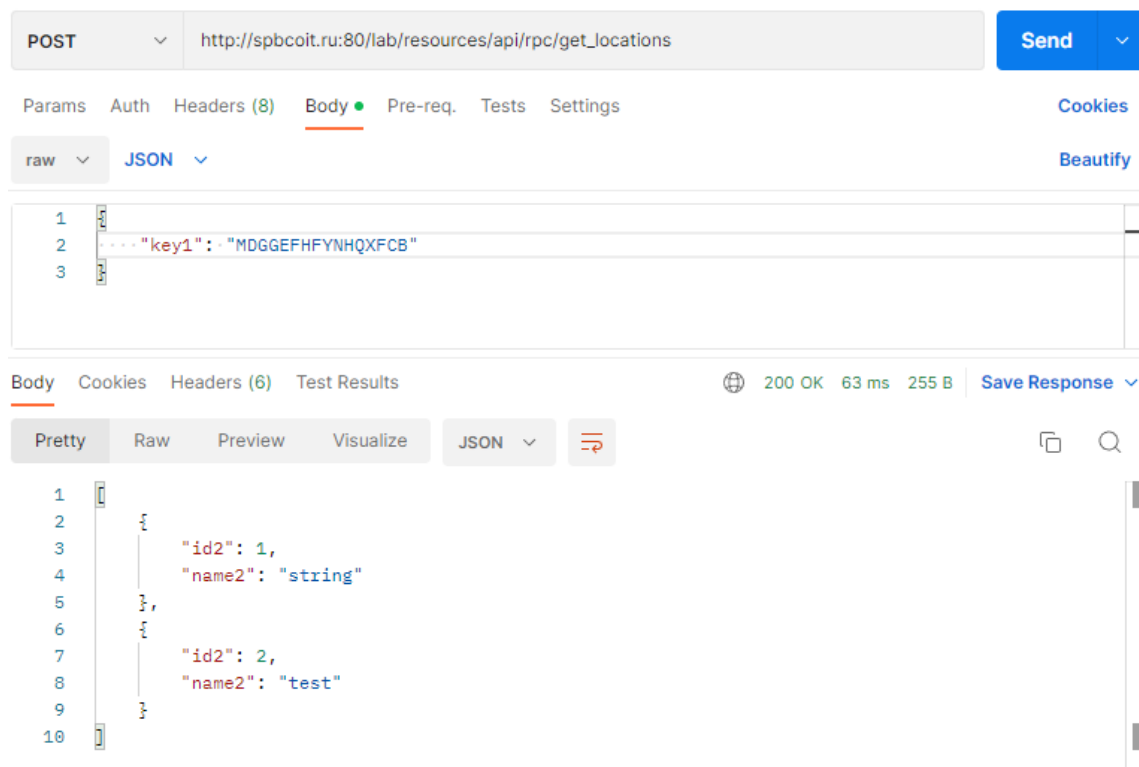 POST http://spbcoit.ru:80/lab/resources/api/rpc/get_locations Send
Params Auth Headers (8) Body Pre-req. Tests Settings Cookies
raw JSON Beautify
1 {
2 "key1": "MDGGEFHFYNHQXFCB"
3 }
Body Cookies Headers (6) Test Results 200 OK 63 ms 255 B Save Response
Pretty Raw Preview Visualize JSON
1 [
2 {
3 "id2": 1,
4 "name2": "string"
5 },
6 {
7 "id2": 2,
8 "name2": "test"
9 }
10 ]